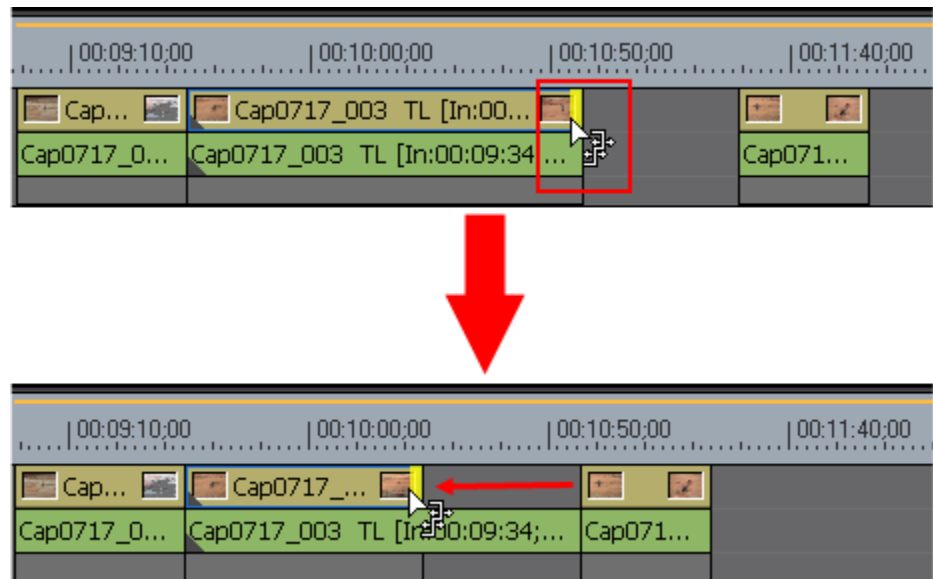 00:09:10;00 00:10:00;00 00:10:50;00 00:11:40;00
Cap... Cap0717_003 TL [In:00...
Cap0717_0... Cap0717_003 TL [In:00:09:34 ... Cap071...
00:09:10;00 00:10:00;00 00:10:50;00 00:11:40;00
Cap... Cap0717_...
Cap0717_0... Cap0717_003 TL [In:00:09:34;... Cap071...